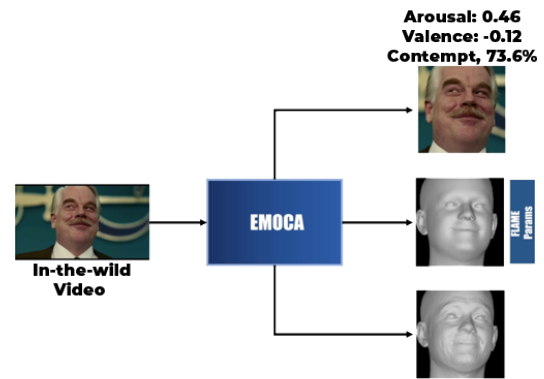 Arousal: 0.46
Valence: -0.12
Contempt, 73.6%
EMOCA
FLAME
Params
In-the-wild
Video